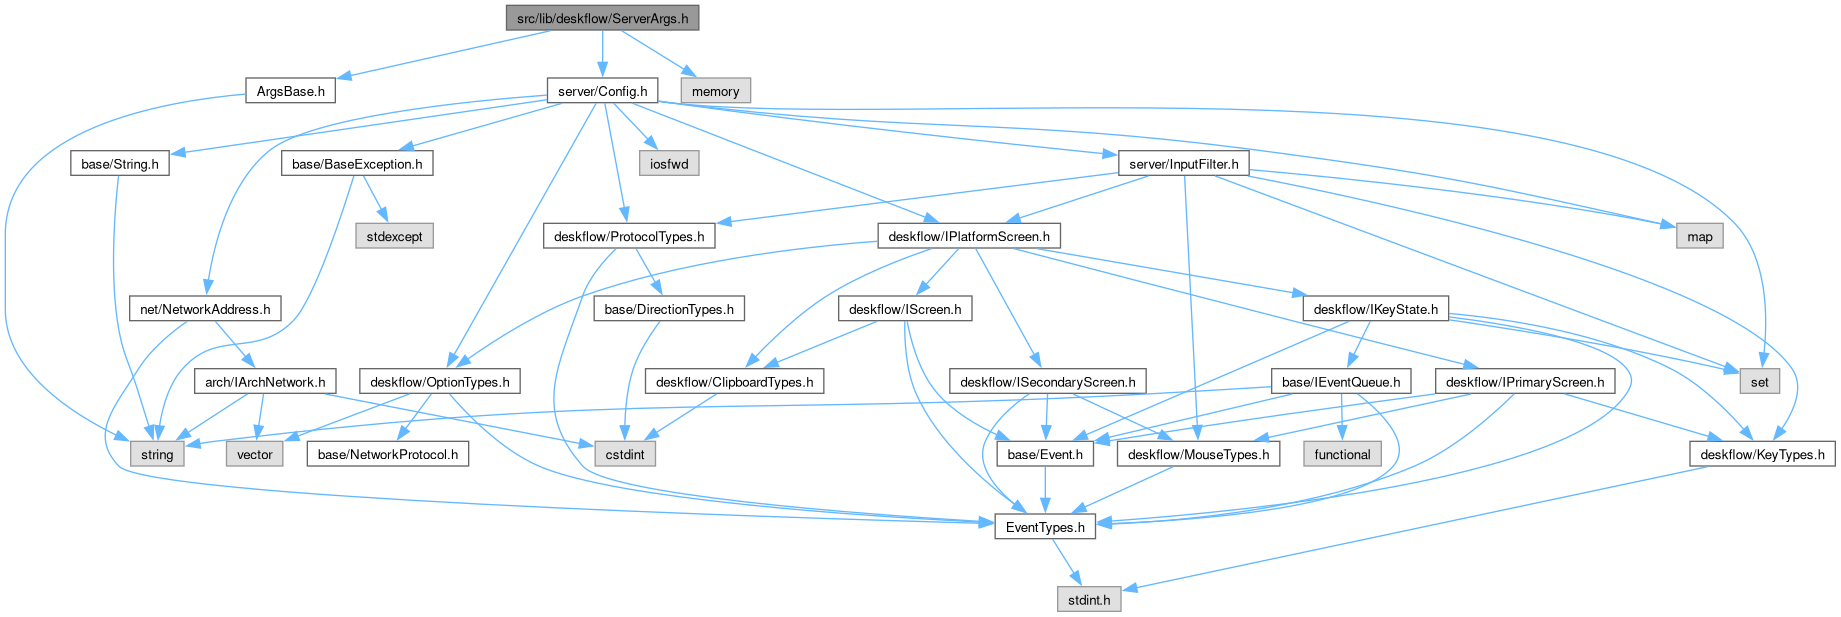 src/lib/deskflow/ServerArgs.h
ArgsBase.h
server/Config.h
memory
base/String.h
base/BaseException.h
iosfwd
server/InputFilter.h
stdexcept
deskflow/ProtocolTypes.h
deskflow/IPlatformScreen.h
map
net/NetworkAddress.h
base/DirectionTypes.h
deskflow/IScreen.h
deskflow/IKeyState.h
arch/IArchNetwork.h
deskflow/OptionTypes.h
deskflow/ClipboardTypes.h
deskflow/ISecondaryScreen.h
base/IEventQueue.h
deskflow/IPrimaryScreen.h
set
string
vector
base/NetworkProtocol.h
cstdint
base/Event.h
deskflow/MouseTypes.h
functional
deskflow/KeyTypes.h
EventTypes.h
stdint.h